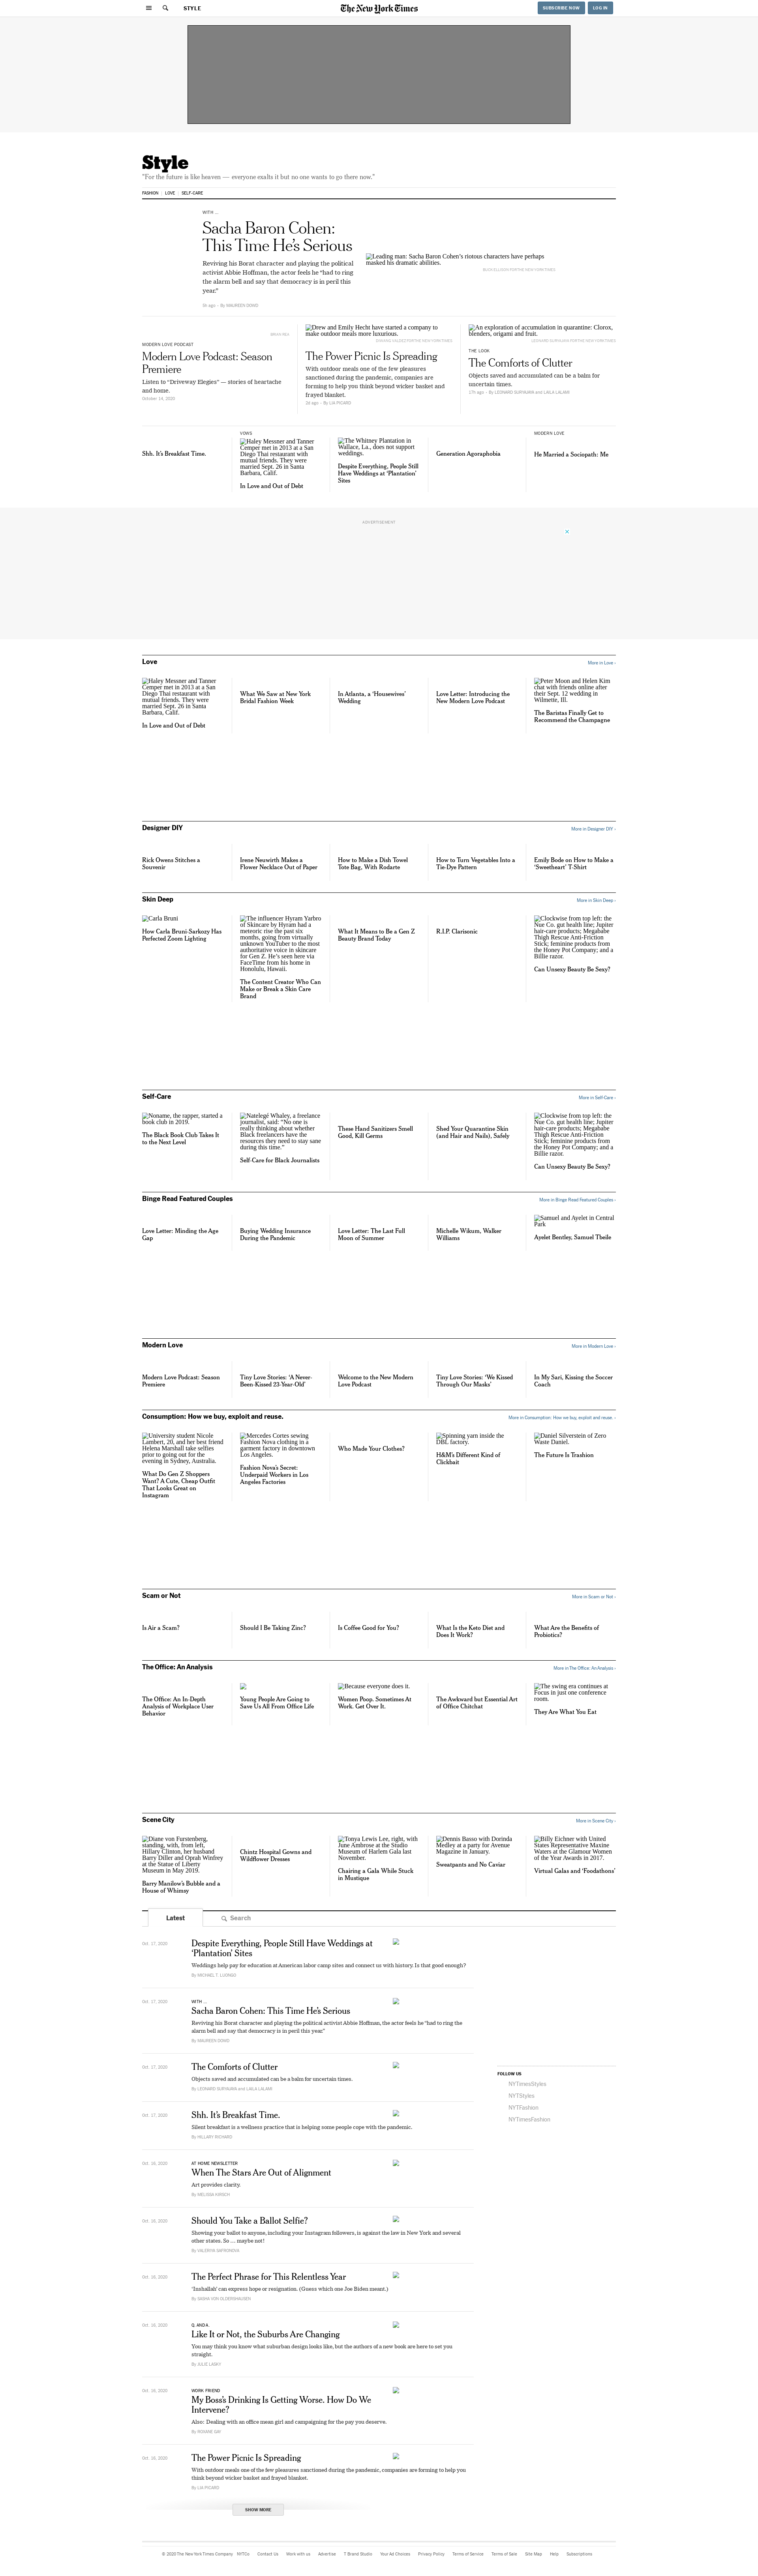 STYLE
The New York Times
SUBSCRIBE NOW
LOG IN
Style
"For the future is like heaven — everyone exalts it but no one wants to go there now."
FASHION
LOVE
SELF-CARE
WITH ...
Sacha Baron Cohen:
This Time He's Serious
Reviving his Borat character and playing the political
activist Abbie Hoffman, the actor feels he "had to ring
the alarm bell and say that democracy is in peril this
year."
By MAUREEN DOWD
Leading man: Sacha Baron Cohen's riotous characters have perhaps
masked his dramatic abilities.
MODERN LOVE PODCAST
Modern Love Podcast: Season
Premiere
Listen to "Driveway Elegies" — stories of heartache
and home.
October 19, 2020
Drew and Emily Hecht have started a company to
make outdoor meals more luxurious.
The Power Picnic Is Spreading
With outdoor meals one of the few pleasures
sanctioned during the pandemic, companies are
forming to help you think beyond wicker basket and
frayed blanket.
2d ago · By LIA PICARD
An exploration of accumulation in quarantine: Clorox,
blenders, origami and fruit.
THE LOOK
The Comforts of Clutter
Objects saved and accumulated can be a balm for
uncertain times.
17h ago · By LEONARD SURYAJAYA and LAILA LALAMI
Shh. It's Breakfast Time.
VOWS
Haley Messner and Tanner
Cemper met in 2013 at a San
Diego Thai restaurant with
mutual friends. They were
married Sept. 26 in Santa
Barbara, Calif.
In Love and Out of Debt
The Whitney Plantation in
Wallace, La., does not support
weddings.
Despite Everything, People Still
Have Weddings at 'Plantation'
Sites
Generation Agoraphobia
MODERN LOVE
He Married a Sociopath: Me
ADVERTISEMENT
Love
More in Love ›
Haley Messner and Tanner
Cemper met in 2013 at a San
Diego Thai restaurant with
mutual friends. They were
married Sept. 26 in Santa
Barbara, Calif.
In Love and Out of Debt
What We Saw at New York
Bridal Fashion Week
In Atlanta, a 'Housewives'
Wedding
Love Letter: Introducing the
New Modern Love Podcast
Peter Moon and Helen Kim
chat with friends online after
their Sept. 12 wedding in
Wilmette, Ill.
The Baristas Finally Get to
Recommend the Champagne
Designer DIY
More in Designer DIY ›
Rick Owens Stitches a
Souvenir
Irene Neuwirth Makes a
Flower Necklace Out of Paper
How to Make a Dish Towel
Tote Bag, With Rodarte
How to Turn Vegetables Into a
Tie-Dye Pattern
Emily Bode on How to Make a
'Sweetheart' T-Shirt
Skin Deep
More in Skin Deep ›
Carla Bruni
How Carla Bruni-Sarkozy Has
Perfected Zoom Lighting
The influencer Hyram Yarbro
of Skincare by Hyram had a
meteoric rise the past six
months, going from virtually
unknown YouTuber to the most
authoritative voice in skincare
for Gen Z. He's seen here via
FaceTime from his home in
Honolulu, Hawaii.
The Content Creator Who Can
Make or Break a Skin Care
Brand
What It Means to Be a Gen Z
Beauty Brand Today
R.I.P. Clarisonic
Clockwise from top left: the
Nue Co. gut health line; Jupiter
hair-care products; Megababe
Thigh Rescue Anti-Friction
Stick; feminine products from
the Honey Pot Company; and a
Billie razor.
Can Unsexy Beauty Be Sexy?
Self-Care
More in Self-Care ›
Noname, the rapper, started a
book club in 2019.
The Black Book Club Takes It
to the Next Level
Natelegé Whaley, a freelance
journalist, said: "No one is
really thinking about whether
Black freelancers have the
resources they need to stay sane
during this time."
Self-Care for Black Journalists
These Hand Sanitizers Smell
Good, Kill Germs
Shed Your Quarantine Skin
(and Hair and Nails), Safely
Clockwise from top left: the
Nue Co. gut health line; Jupiter
hair-care products; Megababe
Thigh Rescue Anti-Friction
Stick; feminine products from
the Honey Pot Company; and a
Billie razor.
Can Unsexy Beauty Be Sexy?
Binge Read Featured Couples
More in Binge Read Featured Couples ›
Love Letter: Minding the Age
Gap
Buying Wedding Insurance
During the Pandemic
Love Letter: The Last Full
Moon of Summer
Michelle Wikum, Walker
Williams
Samuel and Ayelet in Central
Park
Ayelet Bentley, Samuel Theile
Modern Love
More in Modern Love ›
Modern Love Podcast: Season
Premiere
Tiny Love Stories: 'A Never-
Been-Kissed 23-Year-Old'
Welcome to the New Modern
Love Podcast
Tiny Love Stories: 'We Kissed
Through Our Masks'
In My Sari, Kissing the Soccer
Coach
Consumption: How we buy, exploit and reuse.
More in Consumption: How we buy, exploit and reuse. ›
University student Nicole
Lambert, 20, and her best friend
Helena Marshall take selfies
prior to going out for the
evening in Sydney, Australia.
What Do Gen Z Shoppers
Want? A Cute, Cheap Outfit
That Looks Great on
Instagram
Mercedes Cortes sewing
Fashion Nova clothing in a
garment factory in downtown
Los Angeles.
Fashion Nova's Secret:
Underpaid Workers in Los
Angeles Factories
Who Made Your Clothes?
Spinning yarn inside the
DBL factory.
H&M's Different Kind of
Clickbait
Daniel Silverstein of Zero
Waste Daniel.
The Future Is Trashion
Scam or Not
More in Scam or Not ›
Is Air a Scam?
Should I Be Taking Zinc?
Is Coffee Good for You?
What Is the Keto Diet and
Does It Work?
What Are the Benefits of
Probiotics?
The Office: An Analysis
More in The Office: An Analysis ›
The Office: An In-Depth
Analysis of Workplace User
Behavior
Young People Are Going to
Save Us All From Office Life
Because everyone does it.
Women Poop. Sometimes At
Work. Get Over It.
The Awkward but Essential Art
of Office Chitchat
The swing era continues at
Focus in just one conference
room.
They Are What You Eat
Scene City
More in Scene City ›
Diane von Furstenberg,
standing, with, from left,
Hillary Clinton, her husband
Barry Diller and Oprah Winfrey
at the Statue of Liberty
Museum in May 2019.
Barry Manilow's Bubble and a
House of Whimsy
Chintz Hospital Gowns and
Wildflower Dresses
Tonya Lewis Lee, right, with
June Ambrose at the Studio
Museum of Harlem Gala last
November.
Chairing a Gala While Stuck
in Mustique
Dennis Basso with Dorinda
Medley at a party for Avenue
Magazine in January.
Sweatpants and No Caviar
Billy Eichner with United
States Representative Maxine
Waters at the Glamour Women
of the Year Awards in 2017.
Virtual Galas and 'Foodathons'
Latest
Search
Oct. 17, 2020
Despite Everything, People Still Have Weddings at
'Plantation' Sites
Weddings help pay for education at American labor camp sites and connect us with history. Is that good enough?
By MICHAEL T. LUONGO
Oct. 17, 2020
WITH ...
Sacha Baron Cohen: This Time He's Serious
Reviving his Borat character and playing the political activist Abbie Hoffman, the actor feels he "had to ring the
alarm bell and say that democracy is in peril this year."
By MAUREEN DOWD
Oct. 17, 2020
The Comforts of Clutter
Objects saved and accumulated can be a balm for uncertain times.
By LEONARD SURYAJAYA and LAILA LALAMI
Oct. 17, 2020
Shh. It's Breakfast Time.
Silent breakfast is a wellness practice that is helping some people cope with the pandemic.
By HILLARY RICHARD
Oct. 16, 2020
AT HOME NEWSLETTER
When The Stars Are Out of Alignment
Art provides clarity.
By MELISSA KIRSCH
Oct. 16, 2020
Should You Take a Ballot Selfie?
Showing your ballot to anyone, including your Instagram followers, is against the law in New York and several
other states. So … maybe not!
By VALERIYA SAFRONOVA
Oct. 16, 2020
The Perfect Phrase for This Relentless Year
'Inshallah' can express hope or resignation. (Guess which one Joe Biden meant.)
By SASHA VON OLDERSHAUSEN
Oct. 16, 2020
Q. AND A.
Like It or Not, the Suburbs Are Changing
You may think you know what suburban design looks like, but the authors of a new book are here to set you
straight.
By JULIE LASKY
Oct. 16, 2020
WORK FRIEND
My Boss's Drinking Is Getting Worse. How Do We
Intervene?
Also: Dealing with an office mean girl and campaigning for the pay you deserve.
By ROXANE GAY
Oct. 16, 2020
The Power Picnic Is Spreading
With outdoor meals one of the few pleasures sanctioned during the pandemic, companies are forming to help you
think beyond wicker basket and frayed blanket.
By LIA PICARD
SHOW MORE
FOLLOW US
NYTimesStyles
NYTStyles
NYTFashion
NYTimesFashion
© 2020 The New York Times Company
NYTCo
Contact Us
Work with us
Advertise
T Brand Studio
Your Ad Choices
Privacy Policy
Terms of Service
Terms of Sale
Site Map
Help
Subscriptions